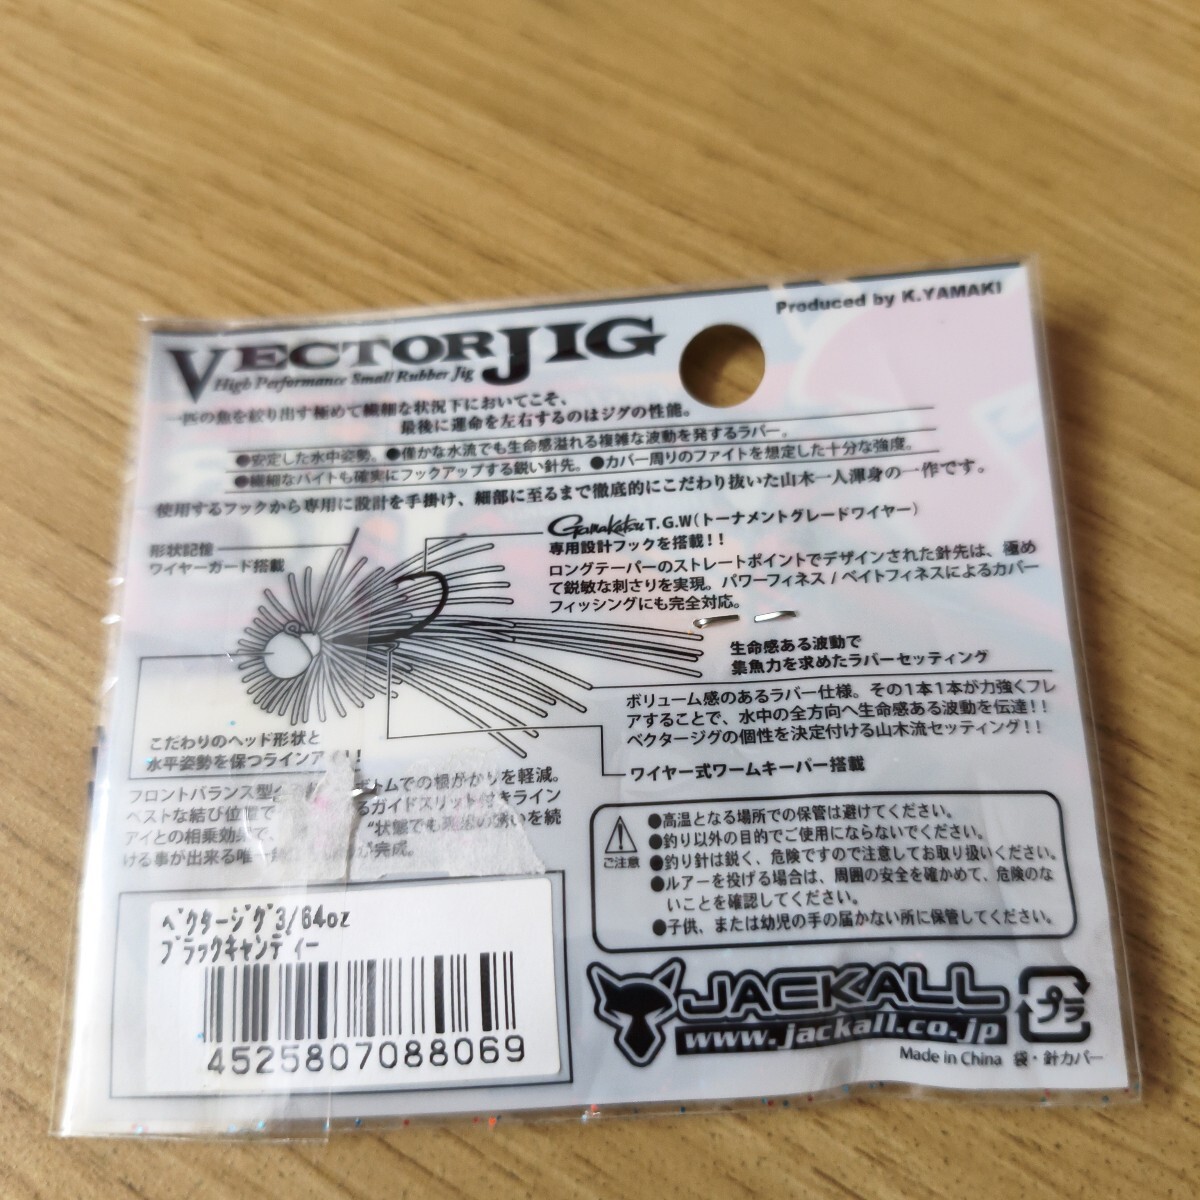 Produced by K.YAMAKI
VECTOR JIG
High Performance Small Rubber Jig
一匹の魚を絞り出す極めて繊細な状況下においてこそ、
最後に運命を左右するのはジグの性能。
●安定した水中姿勢。●僅かな水流でも生命感溢れる複雑な波動を発するラバー。
●繊細なバイトも確実にフックアップする鋭い針先。●カバー周りのファイトを想定した十分な強度。
使用するフックから専用に設計を手掛け、細部に至るまで徹底的にこだわり抜いた山木一人渾身の一作です。
形状記憶
ワイヤーガード搭載
Gamakatsu T.G.W(トーナメントグレードワイヤー)
専用設計フックを搭載!!
ロングテーパーのストレートポイントでデザインされた針先は、極め
て鋭敏な刺さりを実現。パワーフィネス/ベイトフィネスによるカバー
フィッシングにも完全対応。
生命感ある波動で
集魚力を求めたラバーセッティング
ボリューム感のあるラバー仕様。その1本1本が力強くフレ
アすることで、水中の全方向へ生命感ある波動を伝達!!
ベクタージグの個性を決定付ける山木流セッティング!!
ワイヤー式ワームキーパー搭載
こだわりのヘッド形状と
水平姿勢を保つラインア !!
フロントバランス型 トムでの根がかりを軽減。
ベストな結び位置で るガイドスリット付きライン
アイとの相乗効果で、 "状態でも 誘いを続
ける事が出来る唯一 完成。
ご注意
●高温となる場所での保管は避けてください。
●釣り以外の目的でご使用にならないでください。
●釣り針は鋭く、危険ですので注意してお取り扱いください。
●ルアーを投げる場合は、周囲の安全を確かめて、危険のな
いことを確認してください。
●子供、または幼児の手の届かない所に保管してください。
ベクタージグ3/64oz
ブラックキャンディー
4525807088069
JACKALL
www.jackall.co.jp
プラ
Made in China 袋・針カバー